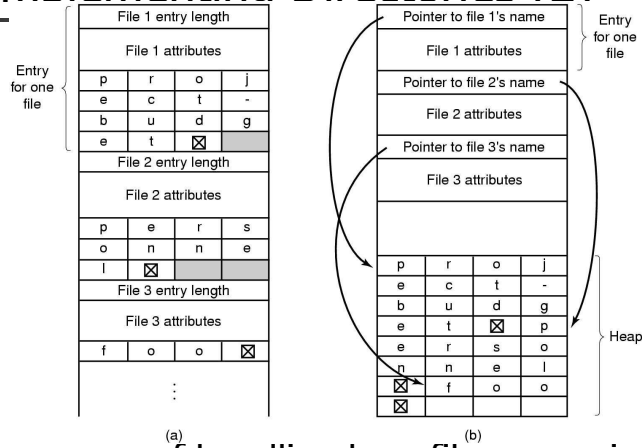 File 1 entry length
File 1 attributes
Entry
for one
file
p r o j
e c t -
b u d g
e t ☒
File 2 entry length
File 2 attributes
p e r s
o n n e
l ☒
File 3 entry length
File 3 attributes
f o o ☒
⋮
(a)
Pointer to file 1's name
File 1 attributes
Entry
for one
file
Pointer to file 2's name
File 2 attributes
Pointer to file 3's name
File 3 attributes
p r o j
e c t -
b u d g
e t ☒ p
e r s o
n n e l
☒ f o o
☒
Heap
(b)